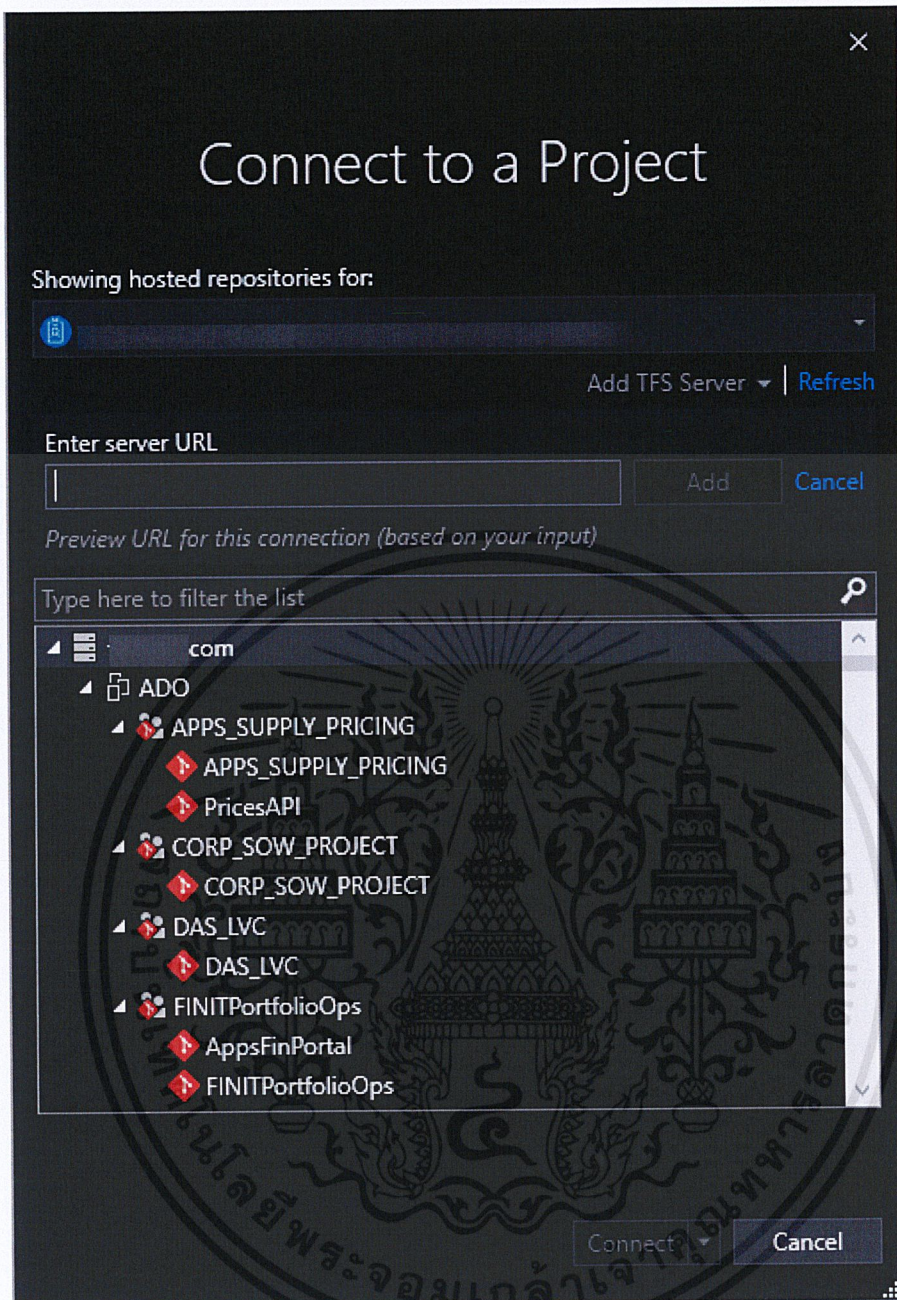 Connect to a Project
Showing hosted repositories for:
Add TFS Server | Refresh
Enter server URL
Add Cancel
Preview URL for this connection (based on your input)
Type here to filter the list
com
ADO
APPS_SUPPLY_PRICING
APPS_SUPPLY_PRICING
PricesAPI
CORP_SOW_PROJECT
CORP_SOW_PROJECT
DAS_LVC
DAS_LVC
FINITPortfolioOps
AppsFinPortal
FINITPortfolioOps
Connect Cancel